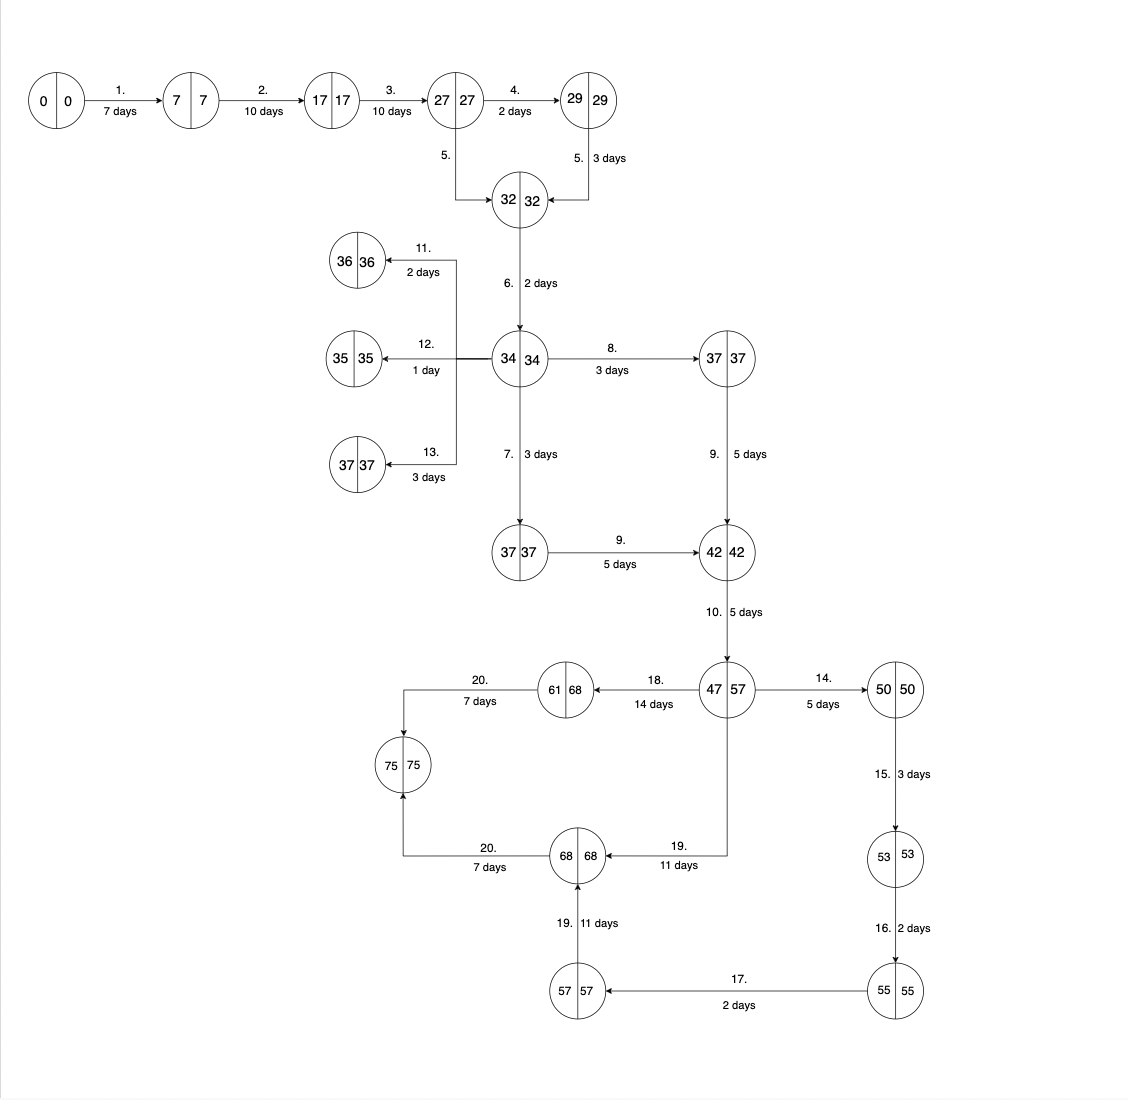 1.
2.
3.
4.
0 0
7 7
17 17
27 27
29 29
7 days
10 days
10 days
2 days
5.
5. 3 days
32 32
11.
36 36
2 days
6. 2 days
12.
8.
35 35
34 34
37 37
1 day
3 days
13.
37 37
3 days
7. 3 days
9. 5 days
9.
37 37
42 42
5 days
10. 5 days
20.
18.
14.
61 68
47 57
50 50
7 days
14 days
5 days
75 75
15. 3 days
20.
19.
68 68
53 53
7 days
11 days
19. 11 days
16. 2 days
17.
57 57
55 55
2 days